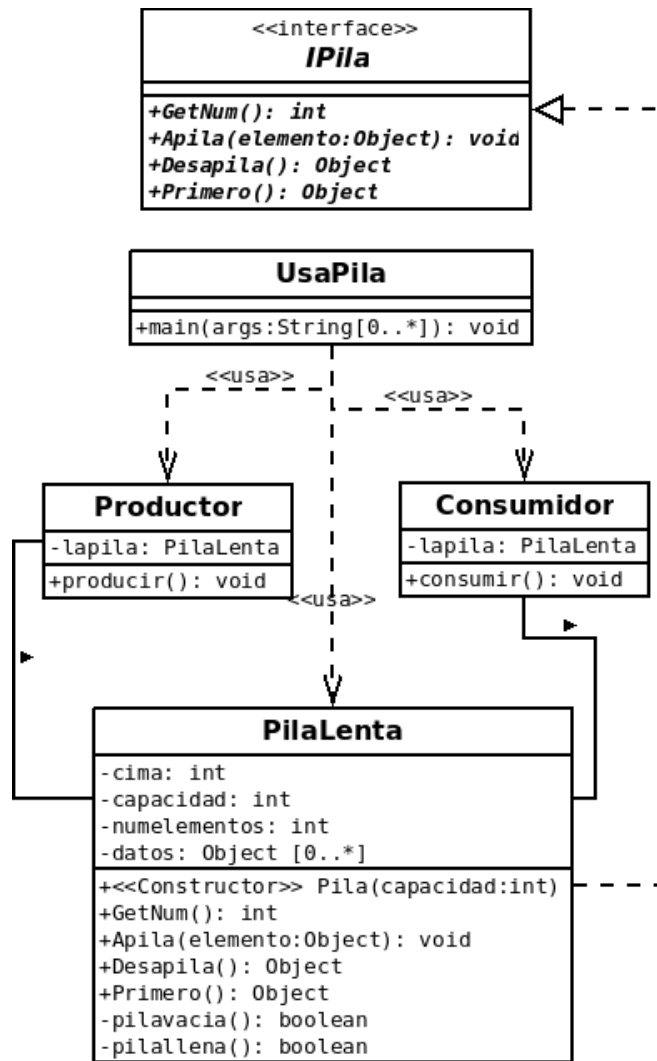 <<interface>>
IPila
+GetNum(): int
+Apila(elemento:Object): void
+Desapila(): Object
+Primero(): Object
UsaPila
+main(args:String[0..*]): void
<<usa>>
<<usa>>
Productor
-lapila: PilaLenta
+producir(): void
Consumidor
-lapila: PilaLenta
+consumir(): void
<<usa>>
PilaLenta
-cima: int
-capacidad: int
-numelementos: int
-datos: Object [0..*]
+<<Constructor>> Pila(capacidad:int)
+GetNum(): int
+Apila(elemento:Object): void
+Desapila(): Object
+Primero(): Object
-pilavacia(): boolean
-pilallena(): boolean